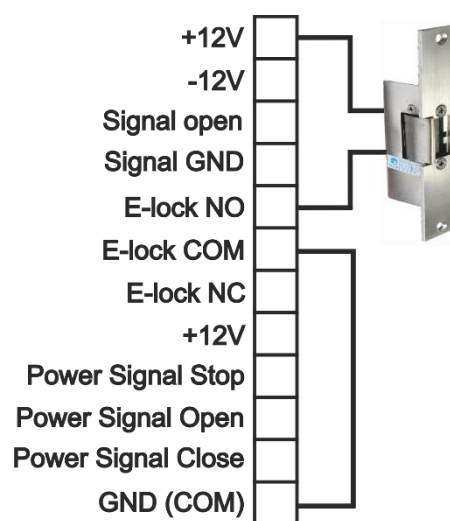 +12V
-12V
Signal open
Signal GND
E-lock NO
E-lock COM
E-lock NC
+12V
Power Signal Stop
Power Signal Open
Power Signal Close
GND (COM)